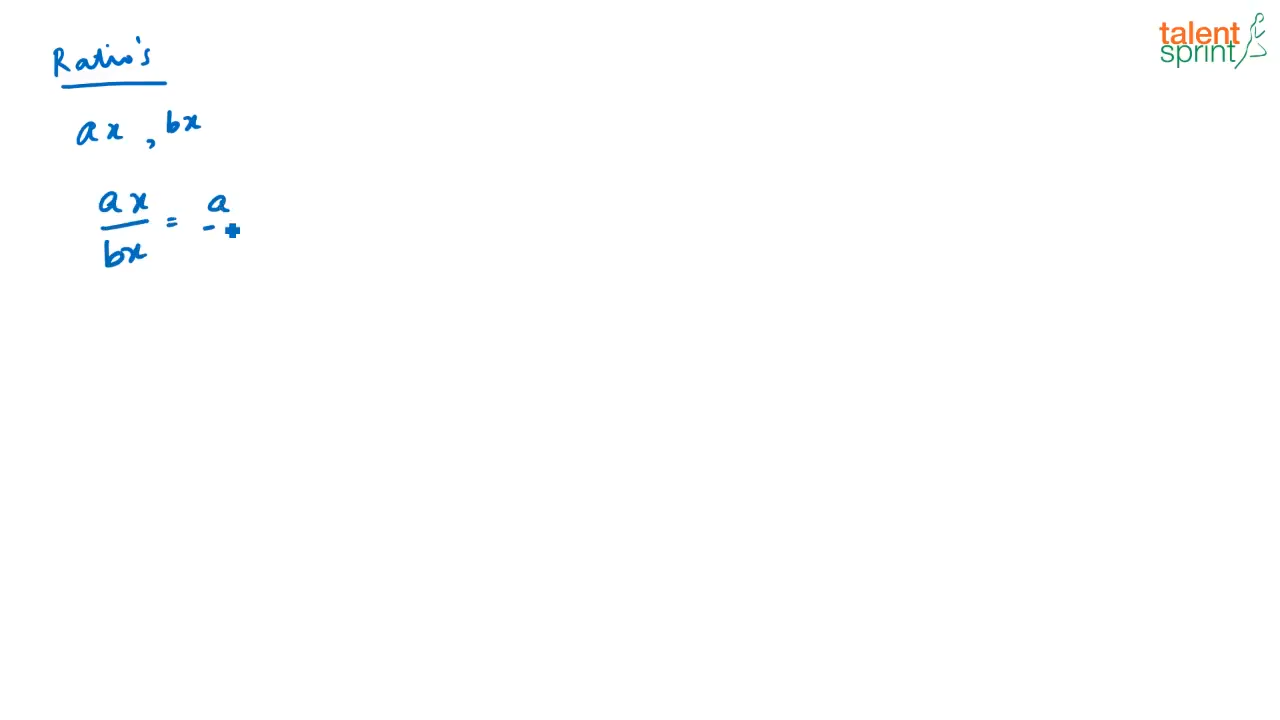 talent
sprint
Ratio's
ax , bx
ax
bx
=
a
-